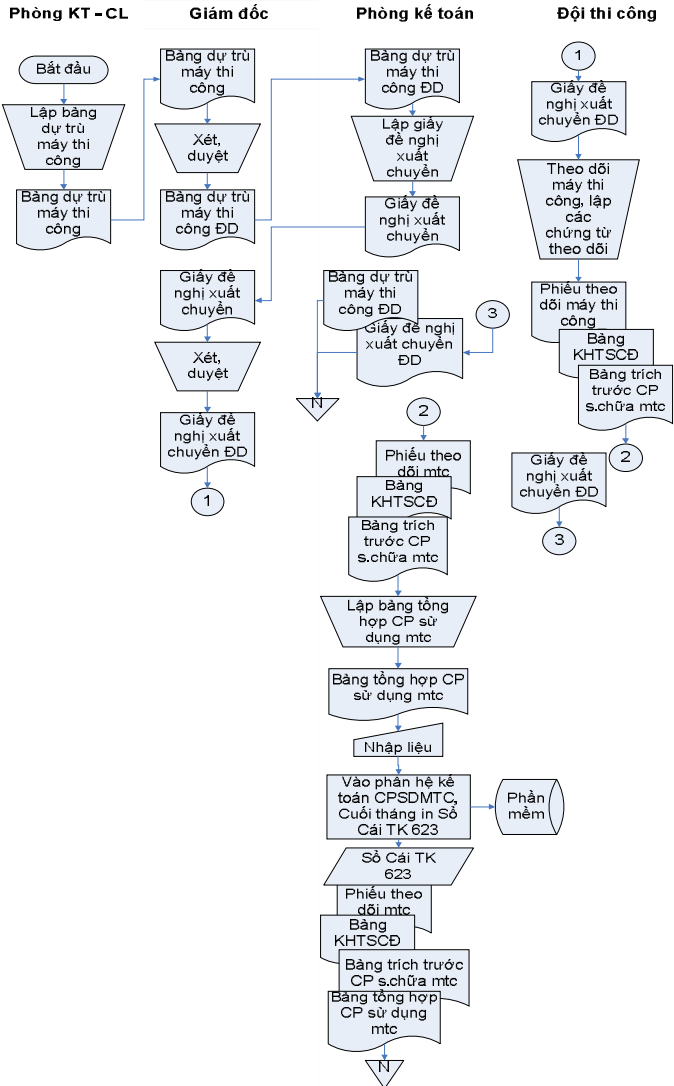 Phòng KT – CL
Giám đốc
Phòng kế toán
Đội thi công
Bắt đầu
Lập bảng
dự trù
máy thi
công
Bảng dự trù
máy thi
công
Bảng dự trù
máy thi
công
Xét,
duyệt
Bảng dự trù
máy thi
công ĐD
Giấy đề
nghị xuất
chuyển
Xét,
duyệt
Giấy đề
nghị xuất
chuyển ĐD
1
Bảng dự trù
máy thi
công ĐD
Lập giấy
đề nghị
xuất
chuyển
Giấy đề
nghị xuất
chuyển
Bảng dự trù
máy thi
công ĐD
Giấy đề nghị
xuất chuyển
ĐD
3
N
2
Phiếu theo
dõi mtc
Bảng
KHTSCĐ
Bảng trích
trước CP
s.chữa mtc
Lập bảng tổng
hợp CP sử
dụng mtc
Bảng tổng hợp CP
sử dụng mtc
Nhập liệu
Vào phân hệ kế
toán CPSDMTC,
Cuối tháng in Sổ
Cái TK 623
Phần
mềm
Sổ Cái TK
623
Phiếu theo
dõi mtc
Bảng
KHTSCĐ
Bảng trích trước
CP s.chữa mtc
Bảng tổng hợp
CP sử dụng
mtc
N
1
Giấy đề
nghị xuất
chuyển ĐD
Theo dõi
máy thi
công, lập
các
chứng từ
theo dõi
Phiếu theo
dõi máy thi
công
Bảng
KHTSCĐ
Bảng trích
trước CP
s.chữa mtc
2
Giấy đề
nghị xuất
chuyển ĐD
3